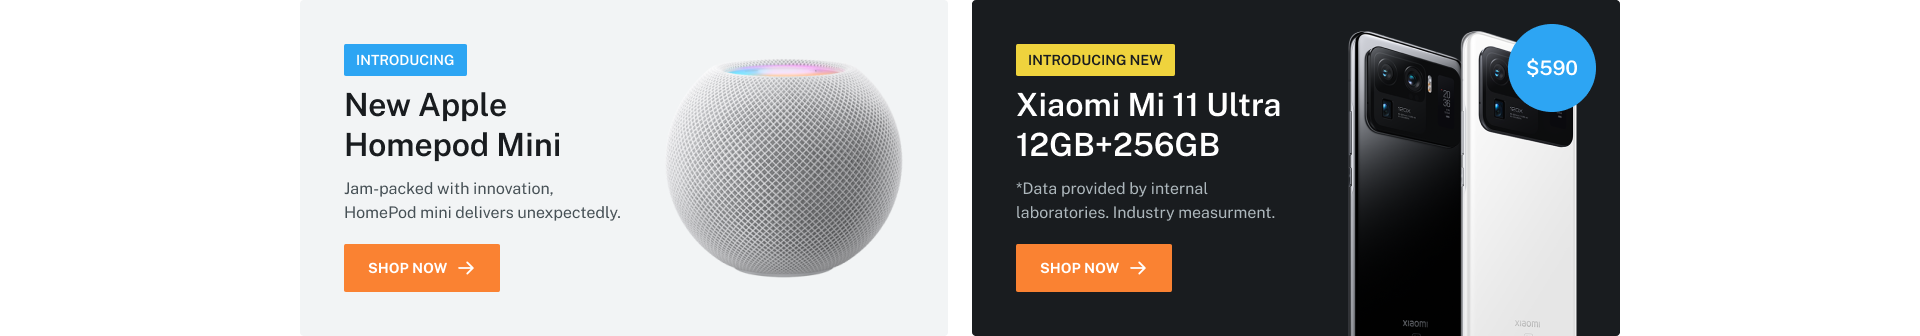 INTRODUCING
New Apple
Homepod Mini
Jam-packed with innovation,
HomePod mini delivers unexpectedly.
SHOP NOW
INTRODUCING NEW
Xiaomi Mi 11 Ultra
12GB+256GB
*Data provided by internal
laboratories. Industry measurment.
SHOP NOW
$590
xiaomi
xiaomi